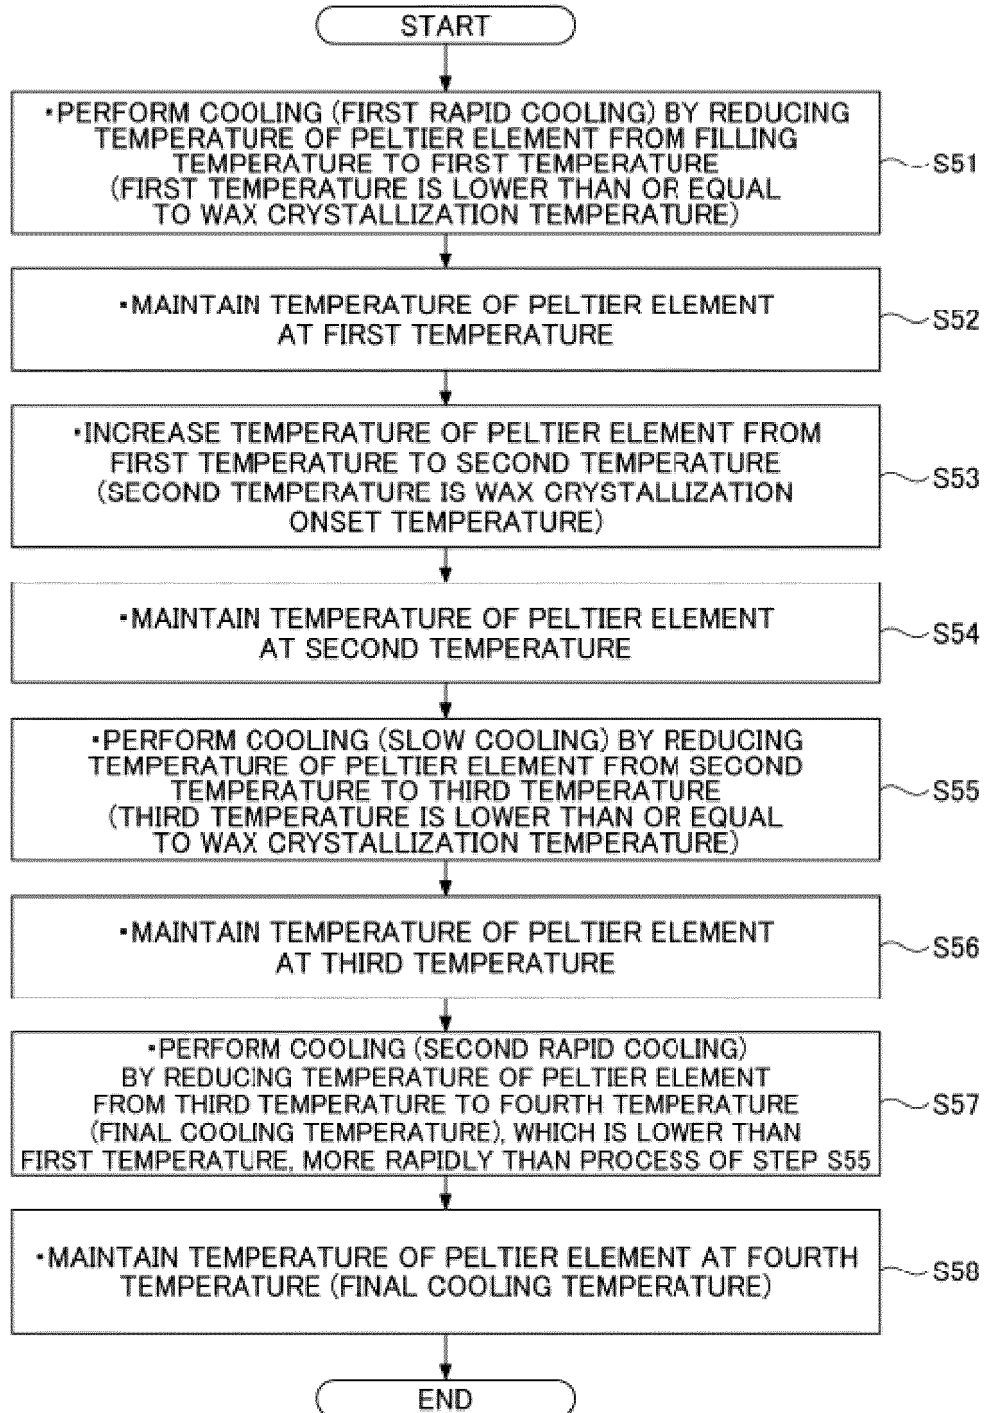 START
・PERFORM COOLING (FIRST RAPID COOLING) BY REDUCING
TEMPERATURE OF PELTIER ELEMENT FROM FILLING
TEMPERATURE TO FIRST TEMPERATURE
(FIRST TEMPERATURE IS LOWER THAN OR EQUAL
TO WAX CRYSTALLIZATION TEMPERATURE)
S51
・MAINTAIN TEMPERATURE OF PELTIER ELEMENT
AT FIRST TEMPERATURE
S52
・INCREASE TEMPERATURE OF PELTIER ELEMENT FROM
FIRST TEMPERATURE TO SECOND TEMPERATURE
(SECOND TEMPERATURE IS WAX CRYSTALLIZATION
ONSET TEMPERATURE)
S53
・MAINTAIN TEMPERATURE OF PELTIER ELEMENT
AT SECOND TEMPERATURE
S54
・PERFORM COOLING (SLOW COOLING) BY REDUCING
TEMPERATURE OF PELTIER ELEMENT FROM SECOND
TEMPERATURE TO THIRD TEMPERATURE
(THIRD TEMPERATURE IS LOWER THAN OR EQUAL
TO WAX CRYSTALLIZATION TEMPERATURE)
S55
・MAINTAIN TEMPERATURE OF PELTIER ELEMENT
AT THIRD TEMPERATURE
S56
・PERFORM COOLING (SECOND RAPID COOLING)
BY REDUCING TEMPERATURE OF PELTIER ELEMENT
FROM THIRD TEMPERATURE TO FOURTH TEMPERATURE
(FINAL COOLING TEMPERATURE), WHICH IS LOWER THAN
FIRST TEMPERATURE, MORE RAPIDLY THAN PROCESS OF STEP S55
S57
・MAINTAIN TEMPERATURE OF PELTIER ELEMENT AT FOURTH
TEMPERATURE (FINAL COOLING TEMPERATURE)
S58
END